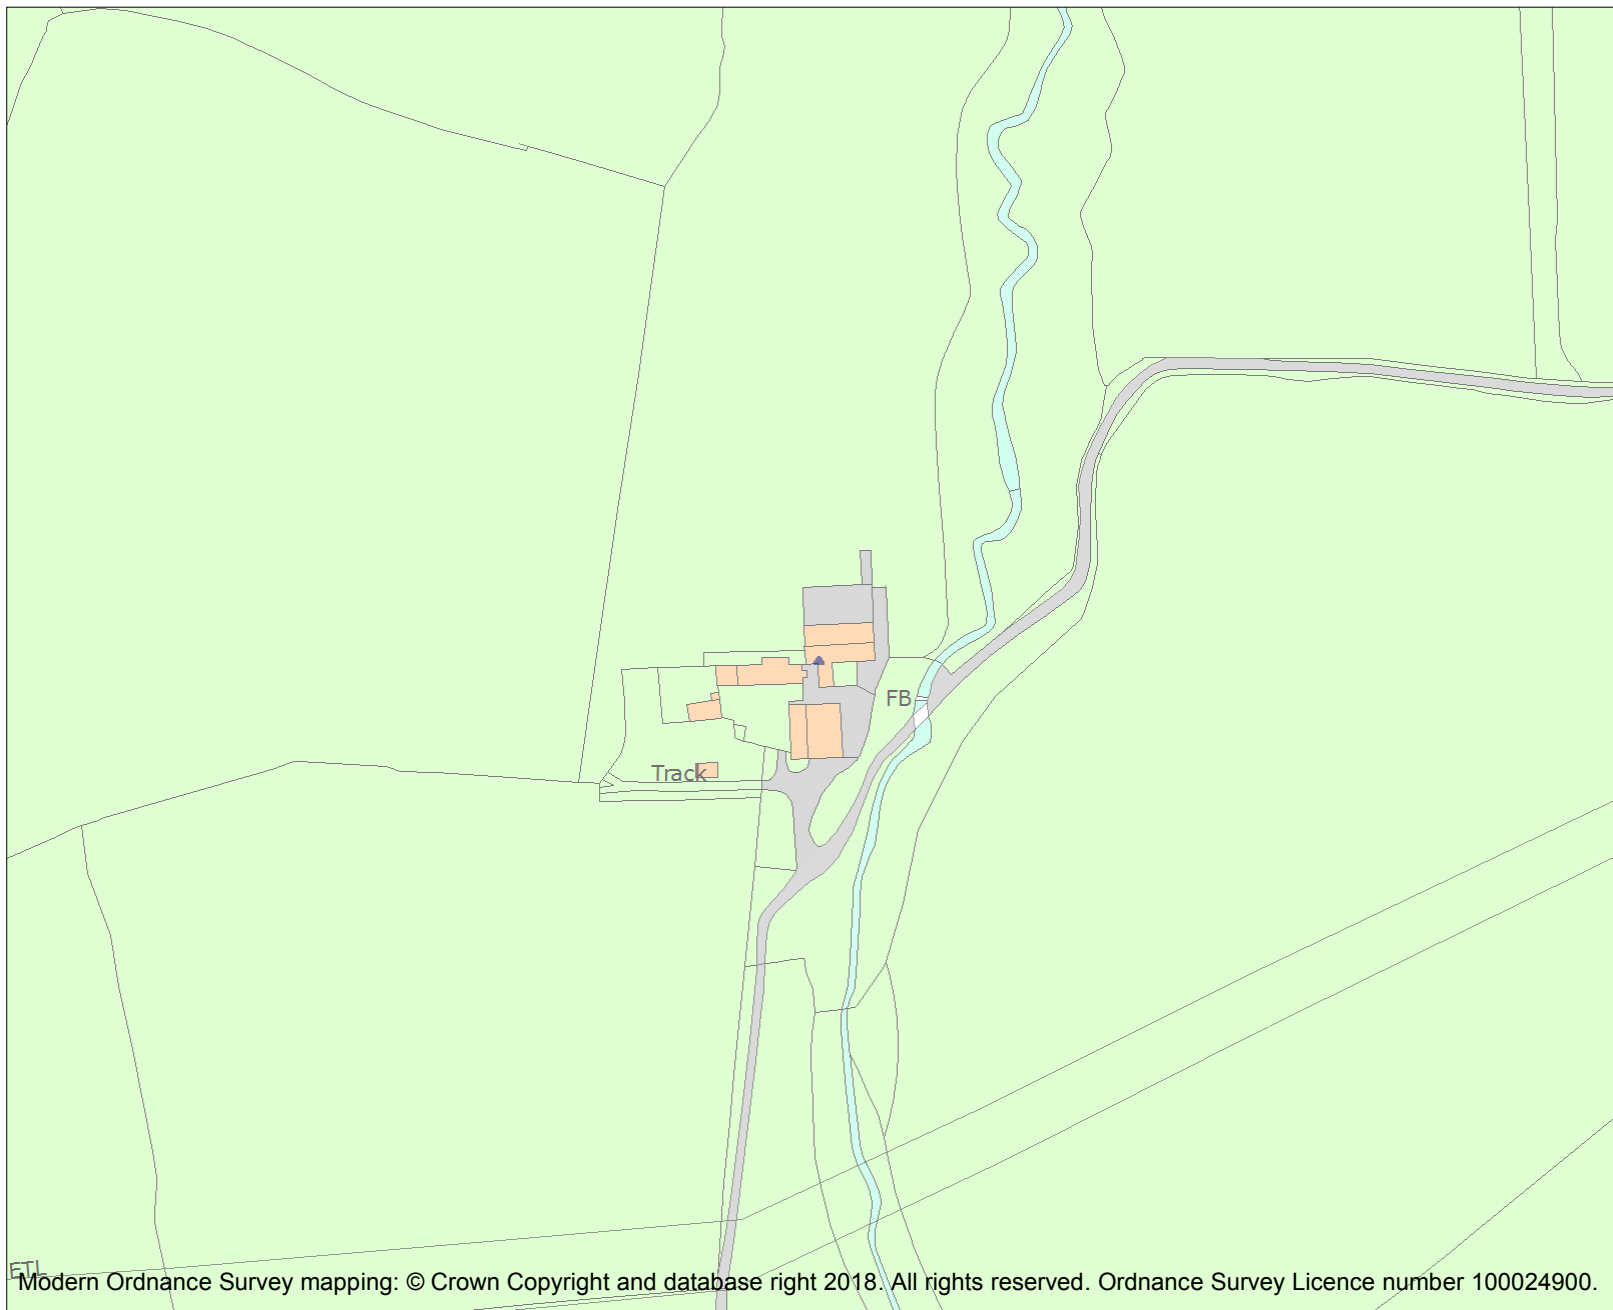 FB
Track
ETL
Modern Ordnance Survey mapping: © Crown Copyright and database right 2018. All rights reserved. Ordnance Survey Licence number 100024900.